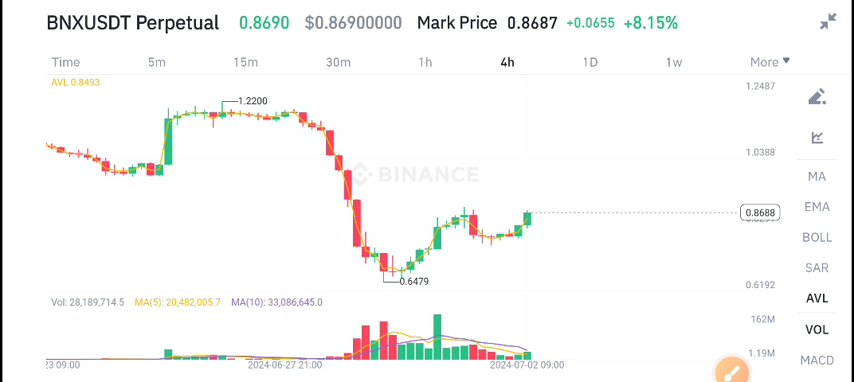 BNXUSDT Perpetual 0.8690 $0.86900000 Mark Price 0.8687 +0.0655 +8.15%
Time 5m 15m 30m 1h 4h 1D 1w More
AVL 0.8493
1.2487
1.2200
1.0388
BINANCE
MA
EMA
0.8688
BOLL
SAR
0.6479
0.6192
AVL
Vol: 28,189,714.5 MA(5): 20,482,005.7 MA(10): 33,086,645.0
162M
VOL
1.19M
MACD
23 09:00 2024-06-27 21:00 2024-07-02 09:00